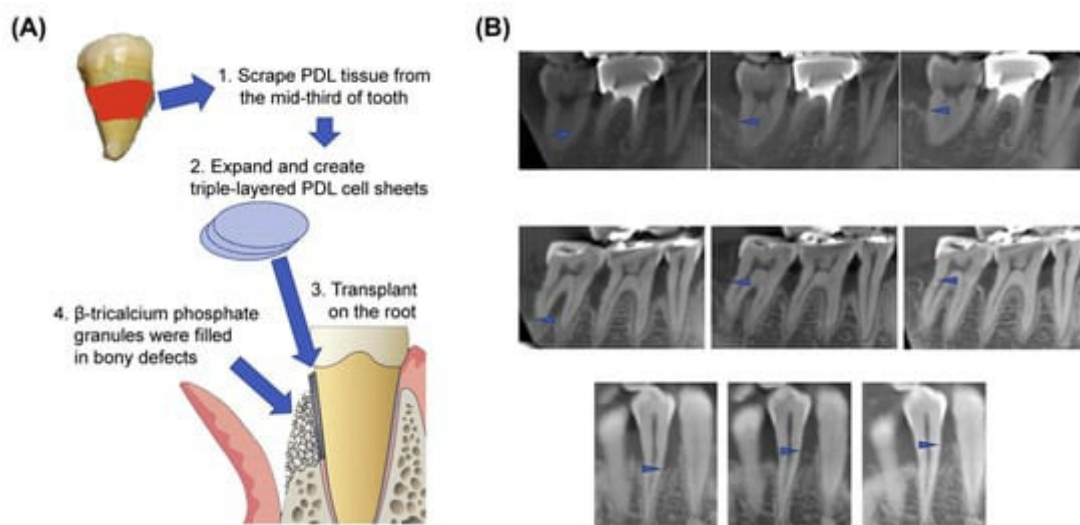 (A)
(B)
1. Scrape PDL tissue from
the mid-third of tooth
2. Expand and create
triple-layered PDL cell sheets
3. Transplant
on the root
4. β-tricalcium phosphate
granules were filled
in bony defects